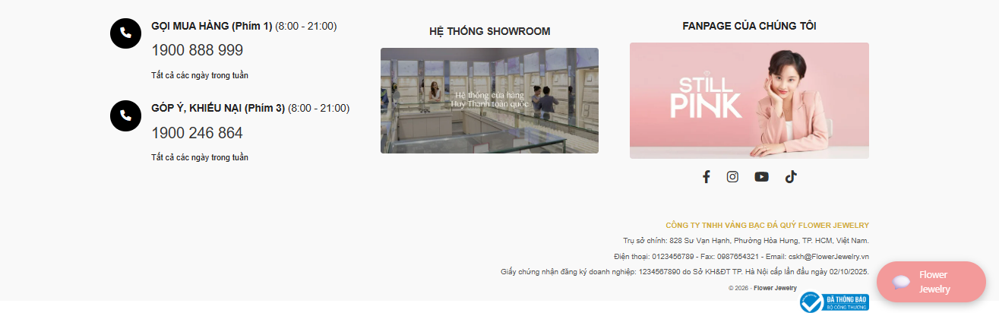 GỌI MUA HÀNG (Phím 1) (8:00 - 21:00)
1900 888 999
Tất cả các ngày trong tuần
GÓP Ý, KHIẾU NẠI (Phím 3) (8:00 - 21:00)
1900 246 864
Tất cả các ngày trong tuần
HỆ THỐNG SHOWROOM
Hệ thống cửa hàng
Huy Thanh toàn quốc
FANPAGE CỦA CHÚNG TÔI
STILL
PINK
CÔNG TY TNHH VÀNG BẠC ĐÁ QUÝ FLOWER JEWELRY
Trụ sở chính: 828 Sư Vạn Hạnh, Phường Hòa Hưng, TP. HCM, Việt Nam.
Điện thoại: 0123456789 - Fax: 0987654321 - Email: cskh@FlowerJewelry.vn
Giấy chứng nhận đăng ký doanh nghiệp: 1234567890 do Sở KH&ĐT TP. Hà Nội cấp lần đầu ngày 02/10/2025.
© 2026 - Flower Jewelry
ĐÃ THÔNG BÁO
BỘ CÔNG THƯƠNG
Flower
Jewelry